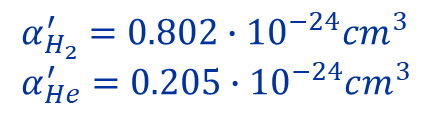 α′_{H₂} = 0.802 · 10⁻²⁴cm³
α′_{He} = 0.205 · 10⁻²⁴cm³